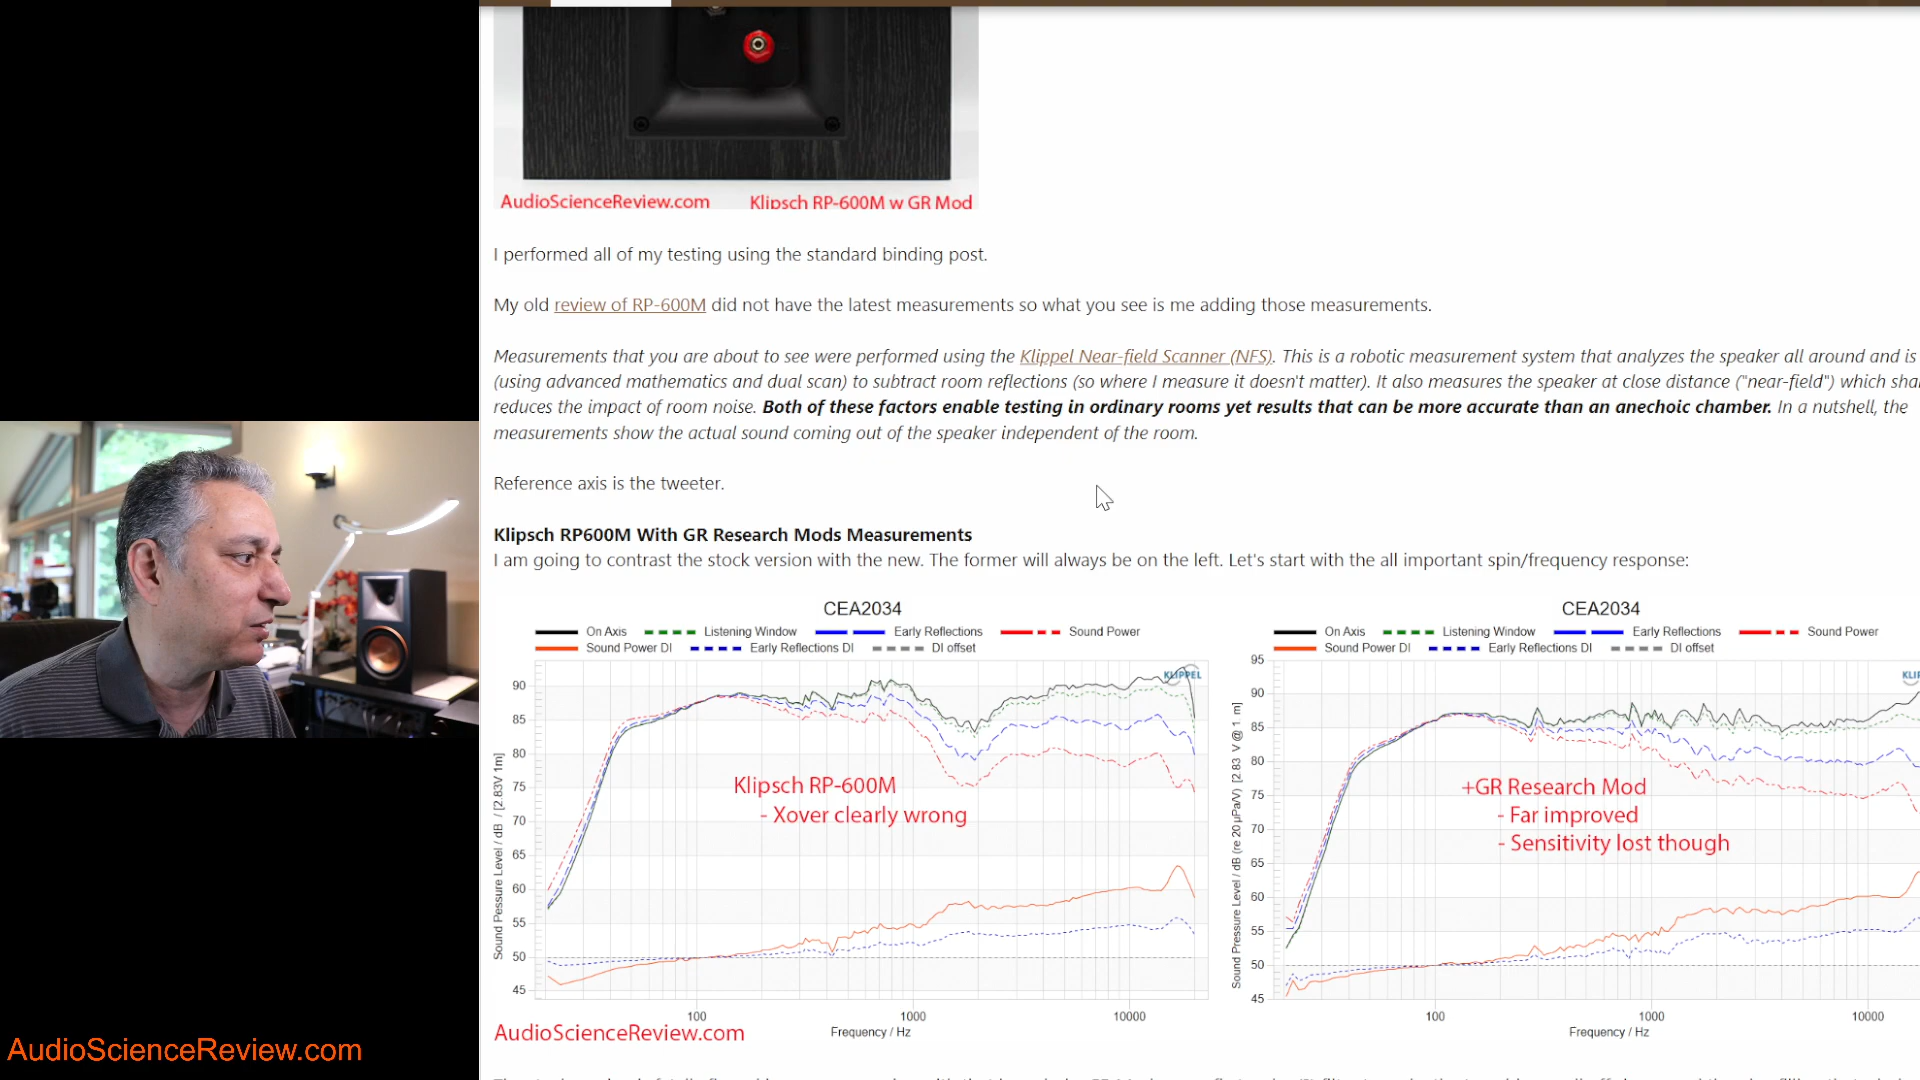 AudioScienceReview.com Klipsch RP-600M w GR Mod
I performed all of my testing using the standard binding post.
My old review of RP-600M did not have the latest measurements so what you see is me adding those measurements.
Measurements that you are about to see were performed using the Klippel Near-field Scanner (NFS). This is a robotic measurement system that analyzes the speaker all around and is
(using advanced mathematics and dual scan) to subtract room reflections (so where I measure it doesn't matter). It also measures the speaker at close distance ("near-field") which
reduces the impact of room noise. Both of these factors enable testing in ordinary rooms yet results that can be more accurate than an anechoic chamber. In a nutshell, the
measurements show the actual sound coming out of the speaker independent of the room.
Reference axis is the tweeter.
Klipsch RP600M With GR Research Mods Measurements
I am going to contrast the stock version with the new. The former will always be on the left. Let's start with the all important spin/frequency response:
CEA2034
On Axis Listening Window Early Reflections Sound Power
Sound Power DI Early Reflections DI DI offset
KLIPPEL
90
85
80
75
70
65
60
55
50
45
Sound Pessure Level / dB / [2.83V 1m]
Klipsch RP-600M
- Xover clearly wrong
100 1000 10000
Frequency / Hz
AudioScienceReview.com
CEA2034
On Axis Listening Window Early Reflections Sound Power
Sound Power DI Early Reflections DI DI offset
95
90
85
80
75
70
65
60
55
50
45
Sound Pressure Level / dB (re 20 µPa/V) [2.83 V @ 1 m]
+GR Research Mod
- Far improved
- Sensitivity lost though
100 1000 10000
Frequency / Hz
AudioScienceReview.com